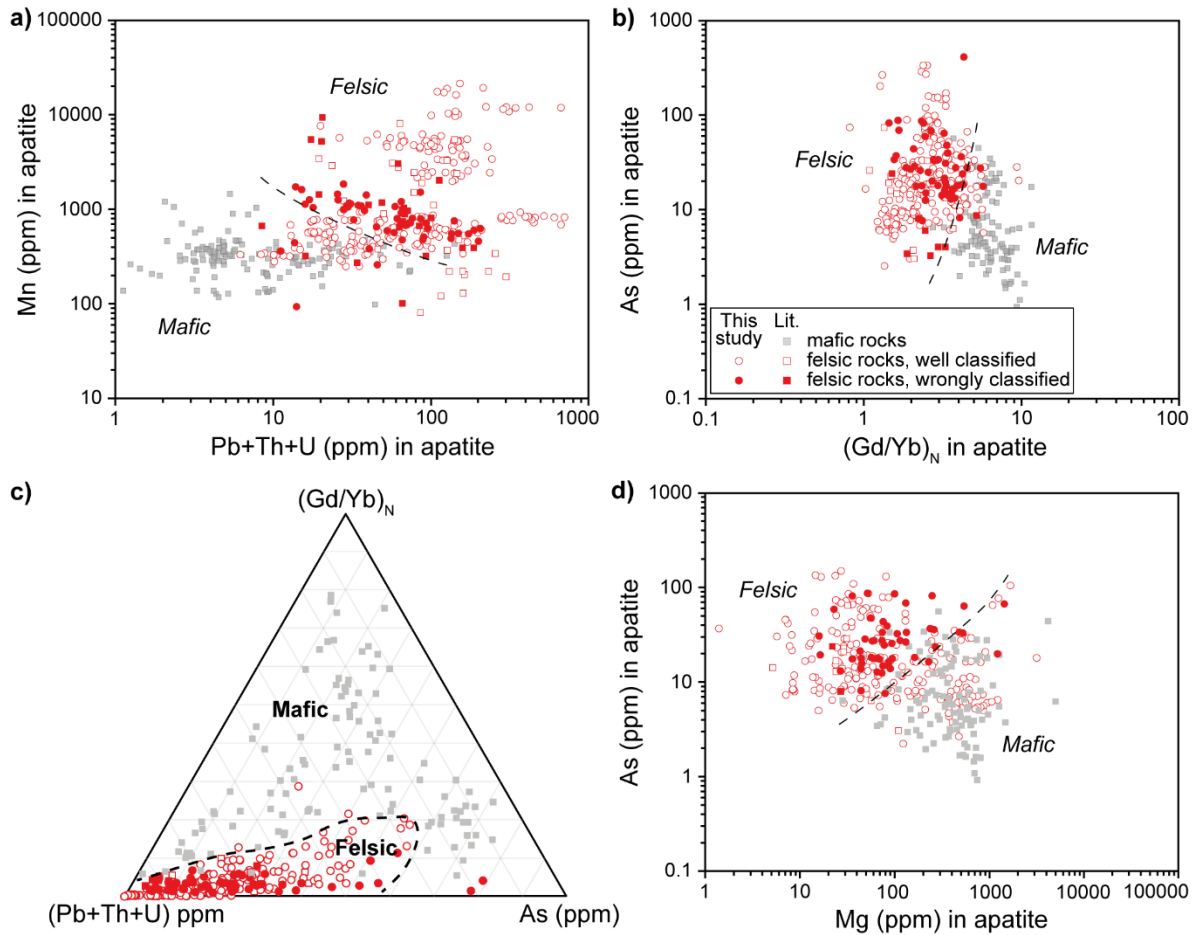 a)
100000
10000
1000
100
10
Mn (ppm) in apatite
Felsic
Mafic
1
10
100
1000
Pb+Th+U (ppm) in apatite
b)
1000
100
10
1
0.1
As (ppm) in apatite
Felsic
Mafic
This study
Lit.
mafic rocks
felsic rocks, well classified
felsic rocks, wrongly classified
0.1
1
10
100
(Gd/Yb)N in apatite
c)
(Gd/Yb)N
Mafic
Felsic
(Pb+Th+U) ppm
As (ppm)
d)
1000
100
10
1
0.1
As (ppm) in apatite
Felsic
Mafic
1
10
100
1000
10000
100000
Mg (ppm) in apatite